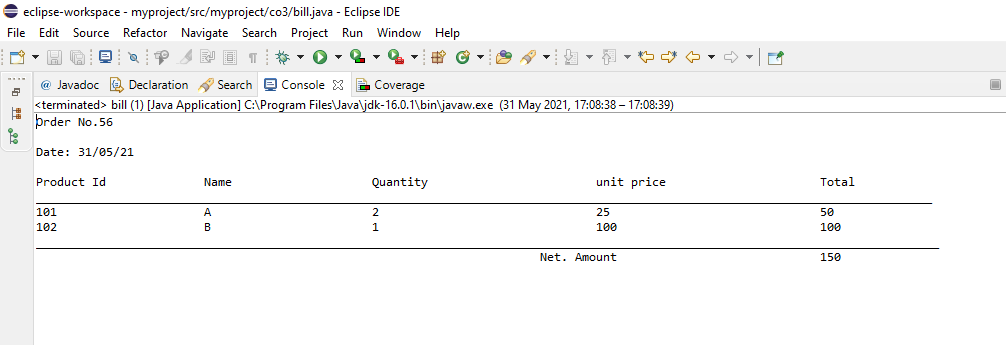 eclipse-workspace - myproject/src/myproject/co3/bill.java - Eclipse IDE
File Edit Source Refactor Navigate Search Project Run Window Help
@ Javadoc Declaration Search Console Coverage
<terminated> bill (1) [Java Application] C:\Program Files\Java\jdk-16.0.1\bin\javaw.exe (31 May 2021, 17:08:38 – 17:08:39)
Order No.56
Date: 31/05/21
Product Id Name Quantity unit price Total
101 A 2 25 50
102 B 1 100 100
Net. Amount 150